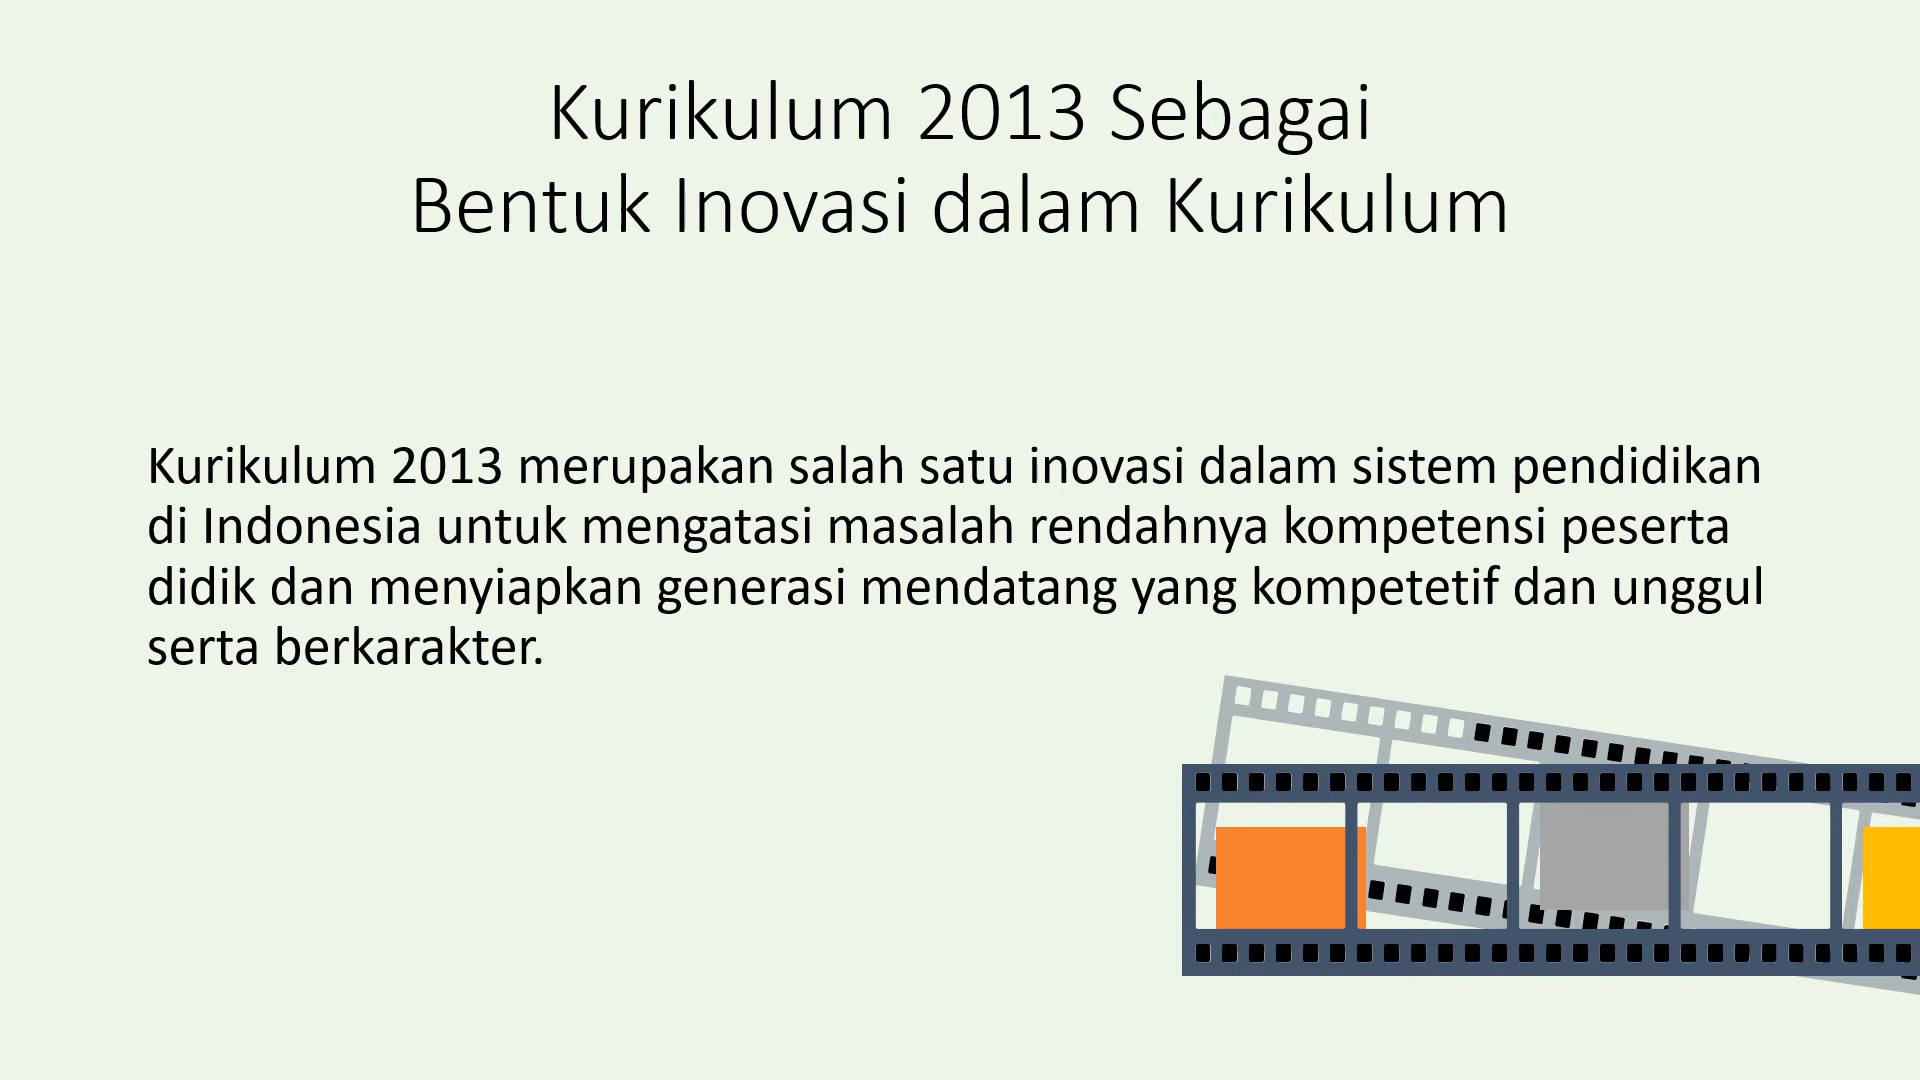 Kurikulum 2013 Sebagai
Bentuk Inovasi dalam Kurikulum
Kurikulum 2013 merupakan salah satu inovasi dalam sistem pendidikan
di Indonesia untuk mengatasi masalah rendahnya kompetensi peserta
didik dan menyiapkan generasi mendatang yang kompetetif dan unggul
serta berkarakter.